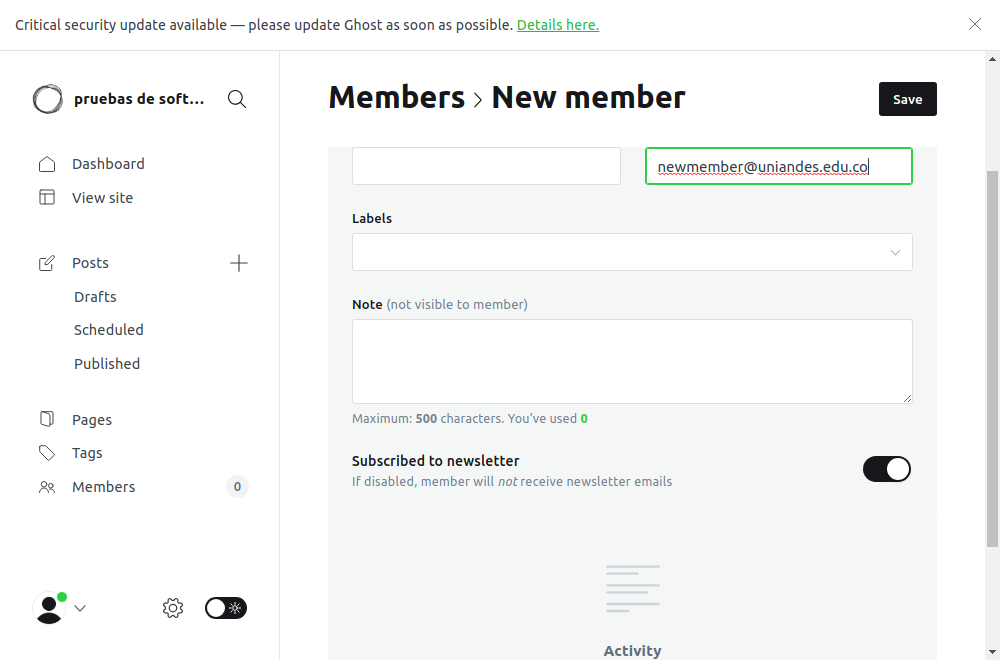 Critical security update available — please update Ghost as soon as possible. Details here.
pruebas de soft...
Dashboard
View site
Posts
Drafts
Scheduled
Published
Pages
Tags
Members
0
Members > New member
Save
newmember@uniandes.edu.co
Labels
Note (not visible to member)
Maximum: 500 characters. You've used 0
Subscribed to newsletter
If disabled, member will not receive newsletter emails
Activity